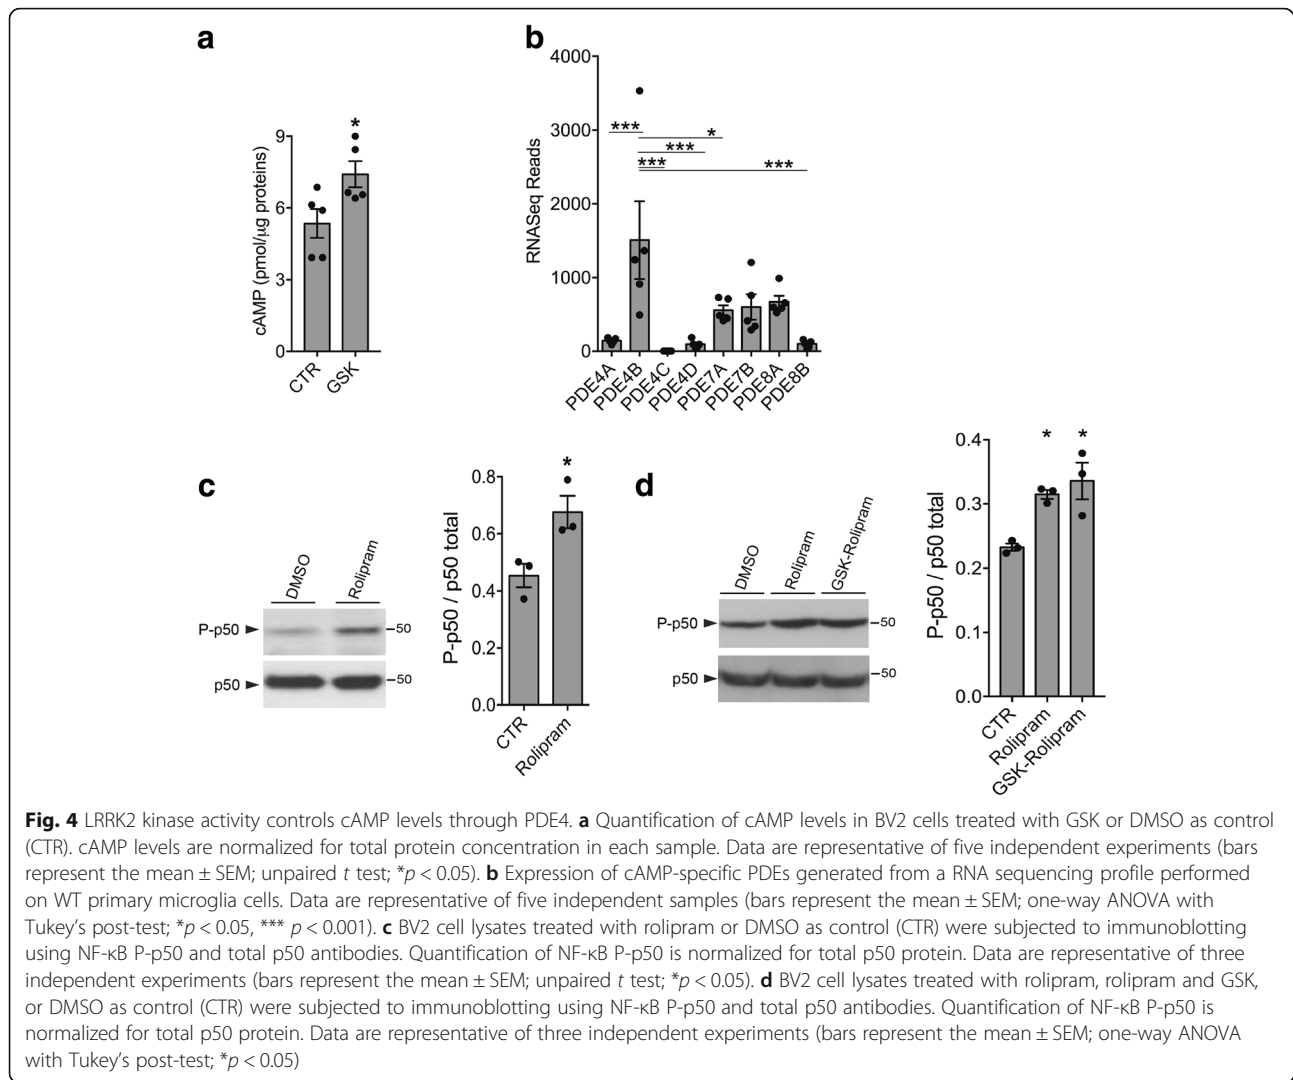 a
cAMP (pmol/µg proteins)
9
6
3
0
*
CTR
GSK
b
RNASeq Reads
4000
3000
2000
1000
0
***
*
***
***
***
PDE4A
PDE4B
PDE4C
PDE4D
PDE7A
PDE7B
PDE8A
PDE8B
c
DMSO
Rolipram
P-p50
–50
p50
–50
P-p50 / p50 total
0.8
0.6
0.4
0.2
0.0
*
CTR
Rolipram
d
DMSO
Rolipram
GSK-Rolipram
P-p50
–50
p50
–50
P-p50 / p50 total
0.4
0.3
0.2
0.1
0.0
*
*
CTR
Rolipram
GSK-Rolipram
Fig. 4 LRRK2 kinase activity controls cAMP levels through PDE4. a Quantification of cAMP levels in BV2 cells treated with GSK or DMSO as control
(CTR). cAMP levels are normalized for total protein concentration in each sample. Data are representative of five independent experiments (bars
represent the mean ± SEM; unpaired t test; *p < 0.05). b Expression of cAMP-specific PDEs generated from a RNA sequencing profile performed
on WT primary microglia cells. Data are representative of five independent samples (bars represent the mean ± SEM; one-way ANOVA with
Tukey's post-test; *p < 0.05, *** p < 0.001). c BV2 cell lysates treated with rolipram or DMSO as control (CTR) were subjected to immunoblotting
using NF-κB P-p50 and total p50 antibodies. Quantification of NF-κB P-p50 is normalized for total p50 protein. Data are representative of three
independent experiments (bars represent the mean ± SEM; unpaired t test; *p < 0.05). d BV2 cell lysates treated with rolipram, rolipram and GSK,
or DMSO as control (CTR) were subjected to immunoblotting using NF-κB P-p50 and total p50 antibodies. Quantification of NF-κB P-p50 is
normalized for total p50 protein. Data are representative of three independent experiments (bars represent the mean ± SEM; one-way ANOVA
with Tukey's post-test; *p < 0.05)